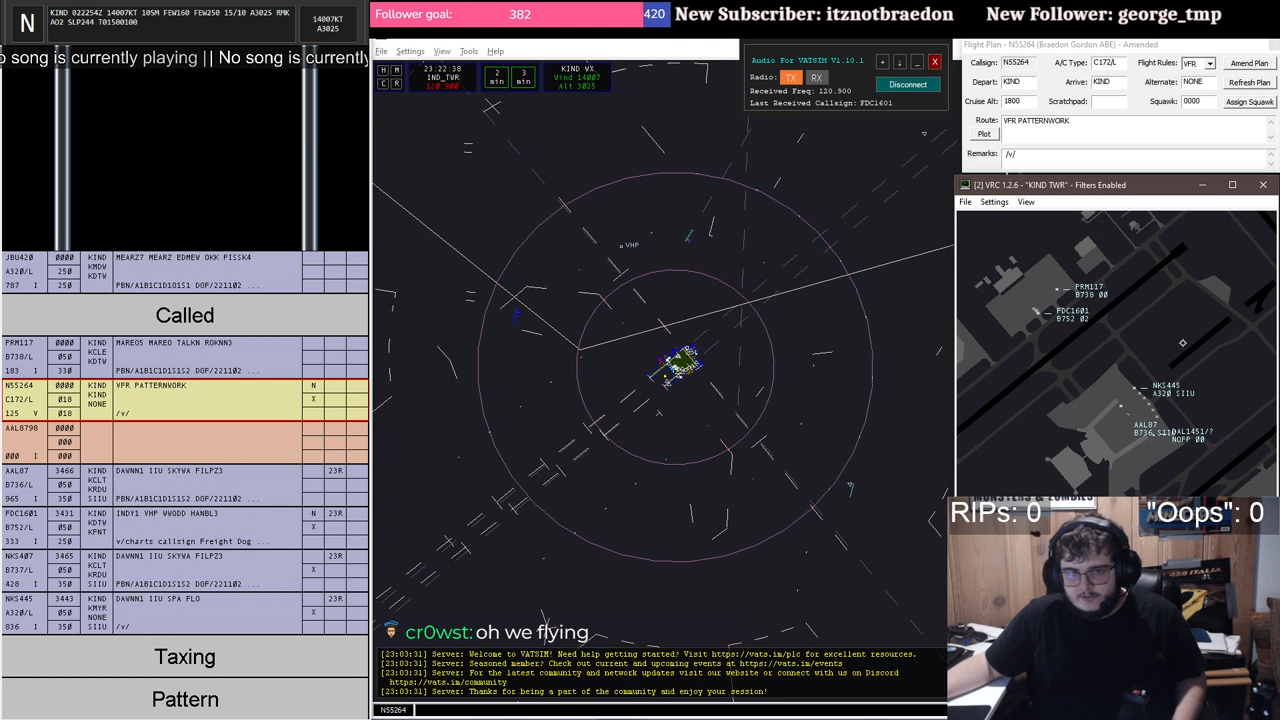 N
KIND 022254Z 14007KT 10SM FEW160 FEW250 15/10 A3025 RMK
AO2 SLP244 T01500100
14007KT
A3025
o song is currently playing || No song is currently
JBU420 0000 KIND MEARZ7 MEARZ EDMEW OKK FISSK4
A320/L 250 KMDW
KDTW
787 I 250 PBN/A1B1C1D1O1S1 DOF/221102 ...
Called
PRM117 0000 KIND MAREO5 MAREO TALKN ROKNN3
B738/L 050 KCLE
KDTW
183 I 330 PBN/A1B1C1D1S1S2 DOF/221102 ...
N55264 0000 KIND VFR PATTERNWORK N
C172/L 018 KIND X
NONE
125 V 018 /v/
AAL8798 0000
000
000 I 000
AAL87 3466 KIND DAWNN1 IIU SKYWA FILPZ3 23R
B736/L 050 KCLT
KRDU
965 I 350 SIIU PBN/A1B1C1D1S1S2 DOF/221102 ...
FDC1601 3431 KIND INDY1 VHP WWODD HANBL3 N 23R
B752/L 050 KDTW X
KFNT
333 I 250 v/charts callsign Freight Dog ...
NKS407 3465 KIND DAWNN1 IIU SKYWA FILPZ3 23R
B737/L 050 KCLT X
KRDU
428 I 350 SIIU PBN/A1B1C1D1S1S2 DOF/221102 ...
NKS445 3443 KIND DAWNN1 IIU SPA FLO 23R
A320/L 050 KMYR X
NONE
836 I 350 SIIU /v/
Taxing
Pattern
Follower goal: 382 420
New Subscriber: itznotbraedon New Follower: george_tmp
File Settings View Tools Help
H M
C R
23:22:38
IND_TWR
120.900
2
min
3
min
KIND WX
Wind 14007
Alt 3025
Audio For VATSIM V1.10.1
+ ↓ _ X
Radio: TX RX
Received Freq: 120.900
Disconnect
Last Received Callsign: FDC1601
VHP
cr0wst: oh we flying
[23:03:31] Server: Welcome to VATSIM! Need help getting started? Visit https://vats.im/plc for excellent resources.
[23:03:31] Server: Seasoned member? Check out current and upcoming events at https://vats.im/events
[23:03:31] Server: For the latest community and network updates visit our website or connect with us on Discord
https://vats.im/community
[23:03:31] Server: Thanks for being a part of the community and enjoy your session!
N55264
Flight Plan - N55264 (Braedon Gordon ABE) - Amended
Callsign: N55264 A/C Type: C172/L Flight Rules: VFR Amend Plan
Depart: KIND Arrive: KIND Alternate: NONE Refresh Plan
Cruise Alt: 1800 Scratchpad: Squawk: 0000 Assign Squawk
Route: VFR PATTERNWORK
Plot
Remarks: /v/
[2] VRC 1.2.6 - "KIND TWR" - Filters Enabled
File Settings View
PRM117
B738 00
FDC1601
B752 02
NKS445
A320 SIIU
AAL87
B736
NOFP 00
RIPs: 0 "Oops": 0